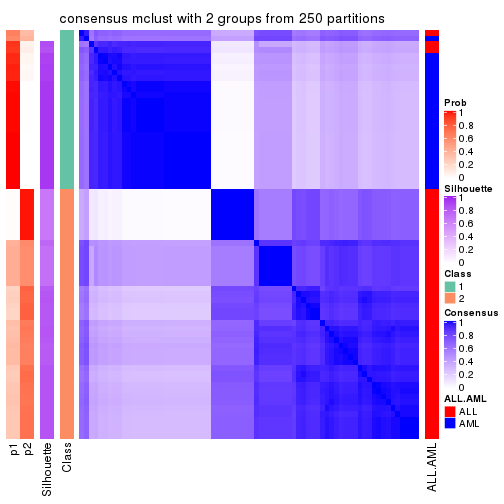 consensus mclust with 2 groups from 250 partitions
Prob
1
0.8
0.6
0.4
0.2
0
Silhouette
1
0.8
0.6
0.4
0.2
0
Class
1
2
Consensus
1
0.8
0.6
0.4
0.2
0
ALL.AML
ALL
AML
p1
p2
Silhouette
Class
ALL.AML